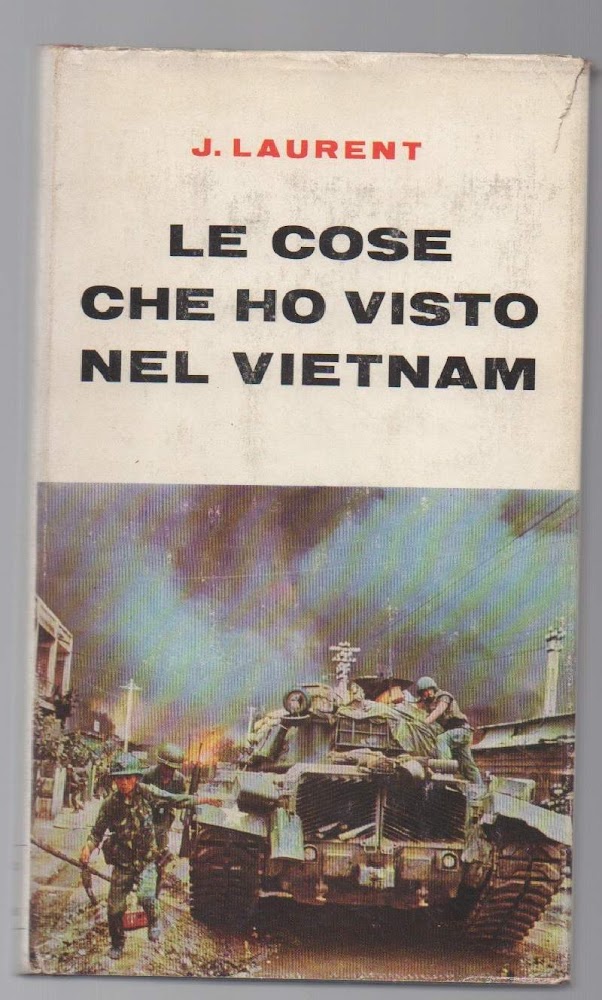 J. LAURENT
LE COSE
CHE HO VISTO
NEL VIETNAM